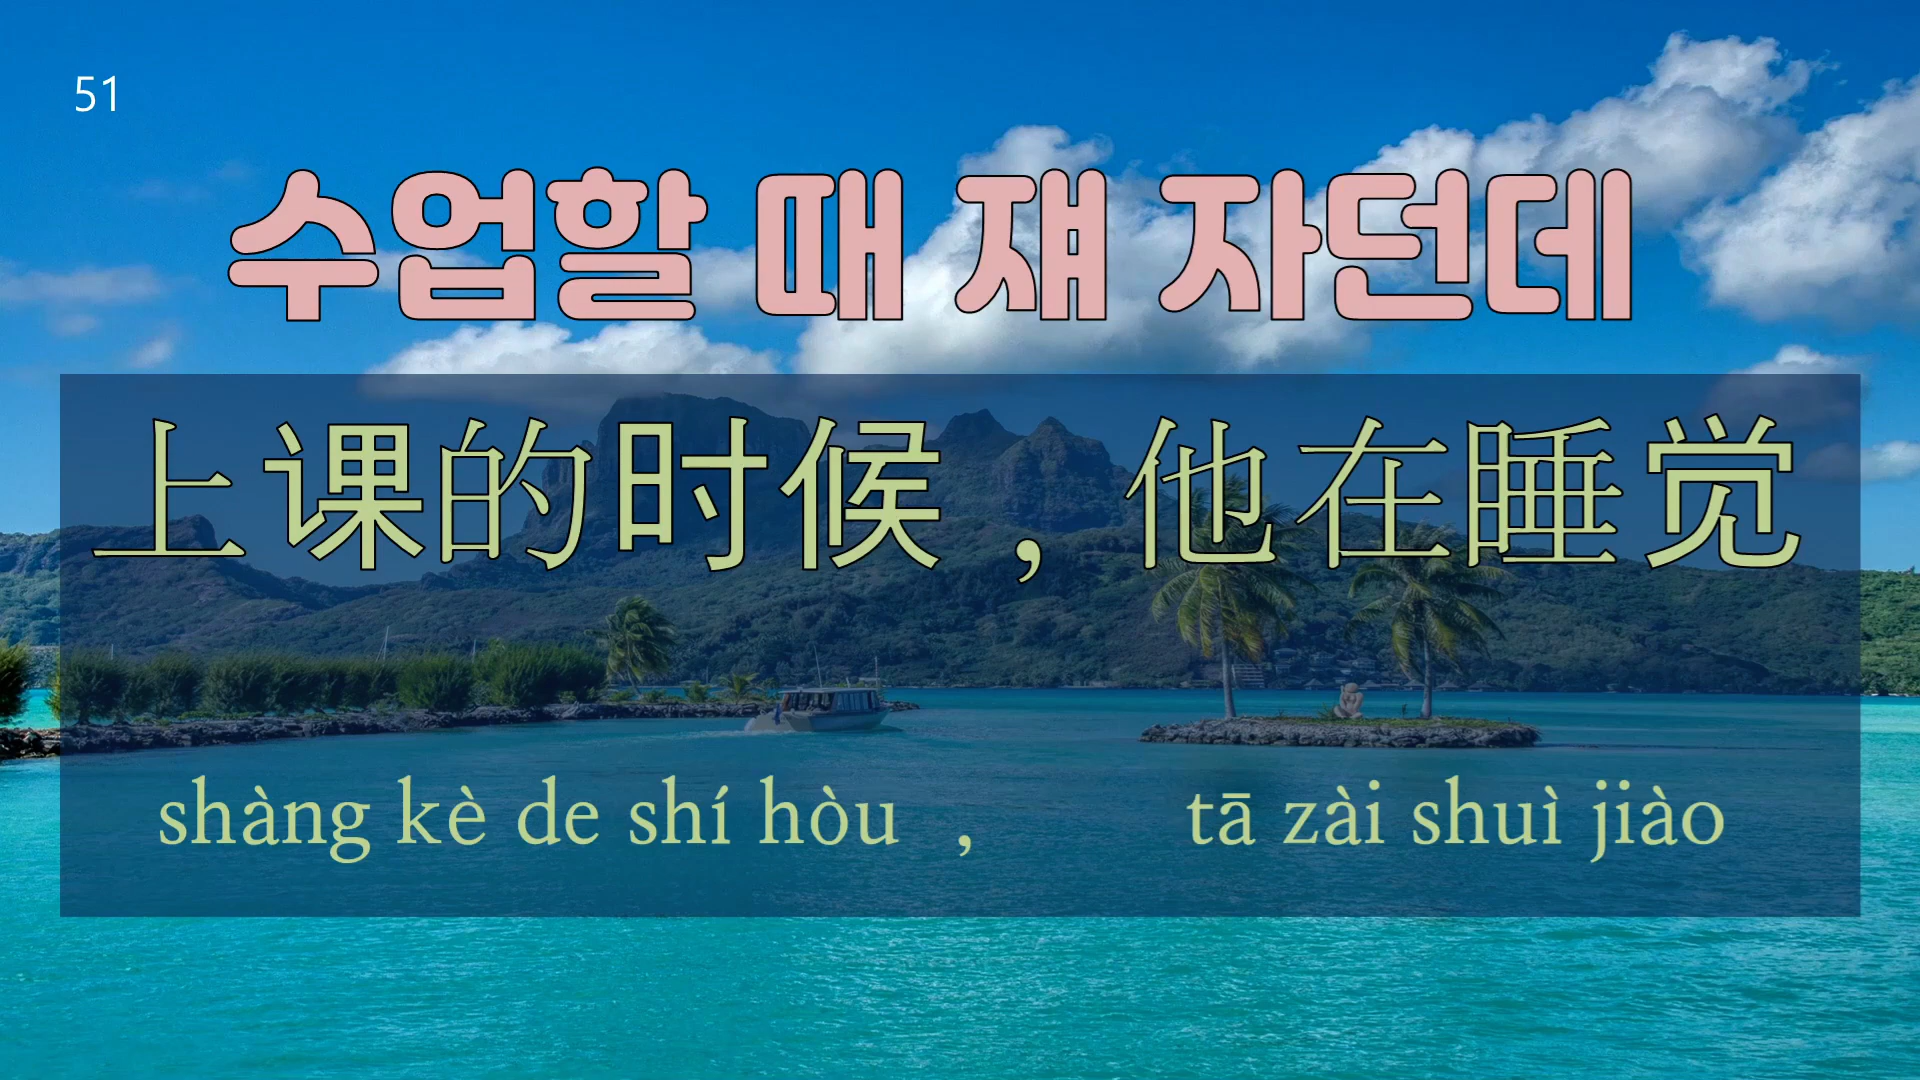 51
수업할 때 쟤 자던데
上课的时候，他在睡觉
shàng kè de shí hòu , tā zài shuì jiào